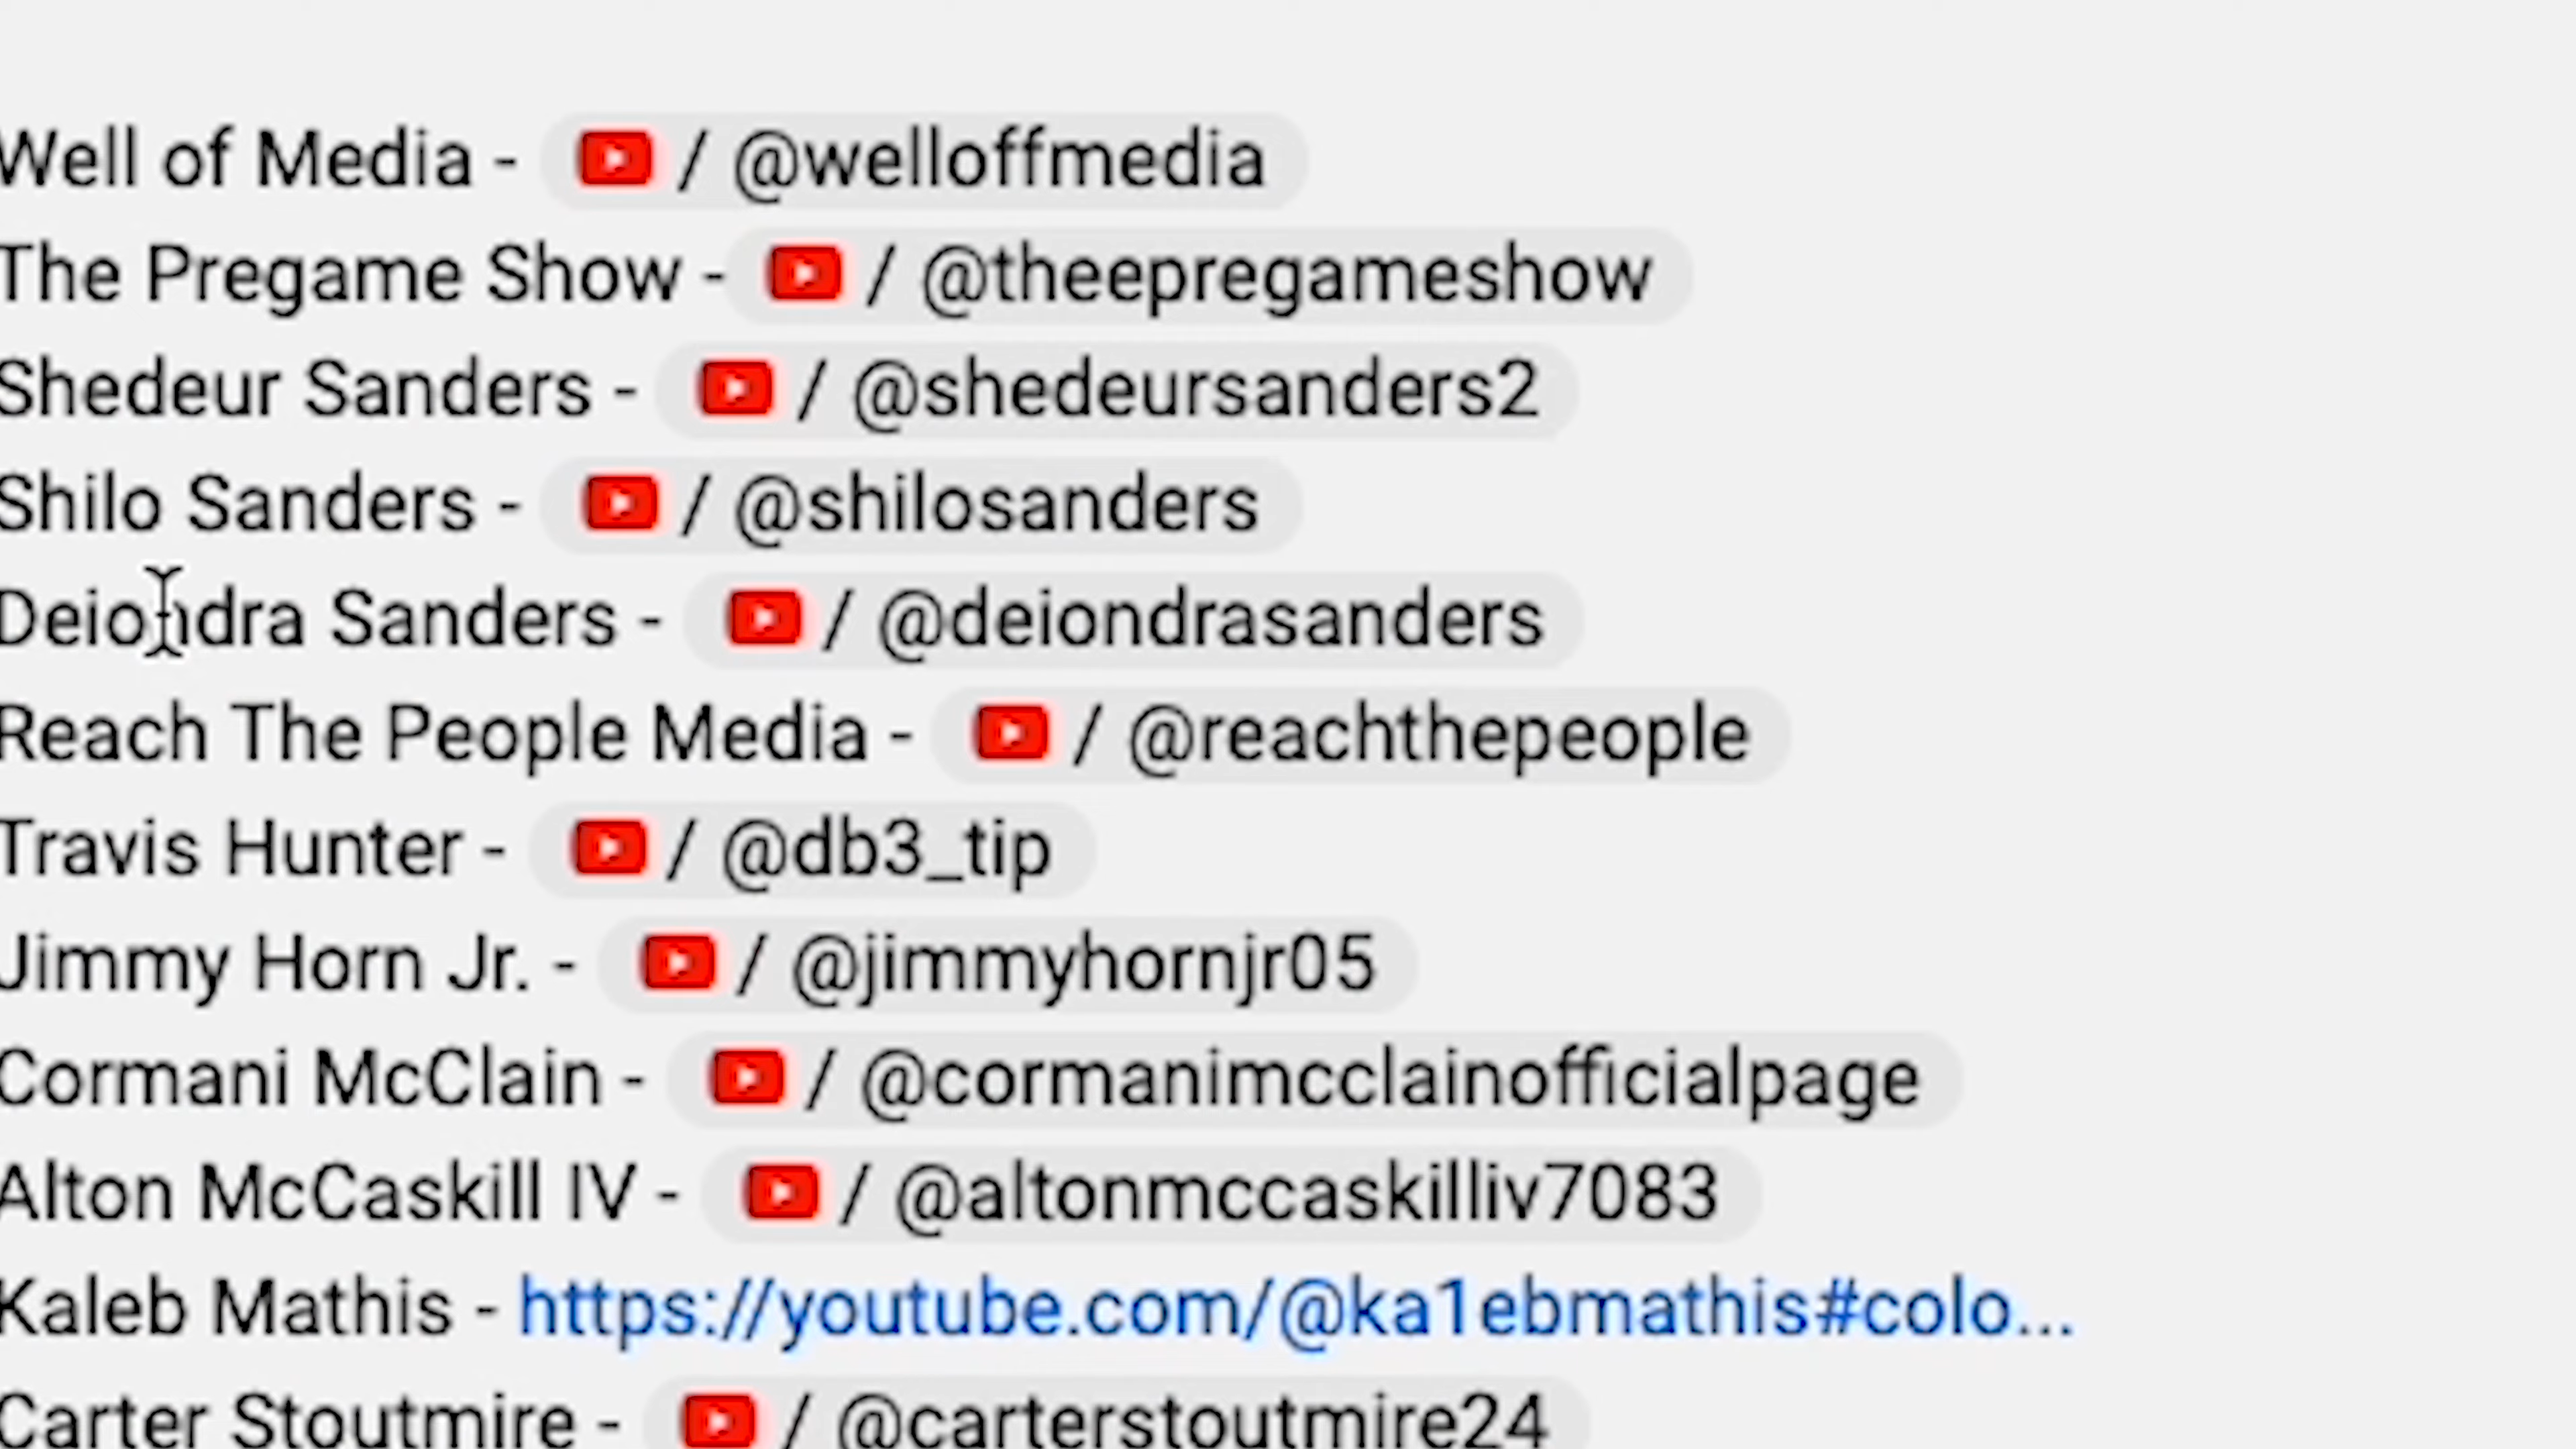 Well of Media - / @welloffmedia
The Pregame Show - / @theepregameshow
Shedeur Sanders - / @shedeursanders2
Shilo Sanders - / @shilosanders
Deiondra Sanders - / @deiondrasanders
Reach The People Media - / @reachthepeople
Travis Hunter - / @db3_tip
Jimmy Horn Jr. - / @jimmyhornjr05
Cormani McClain - / @cormanimcclainofficialpage
Alton McCaskill IV - / @altonmccaskilliv7083
Kaleb Mathis - https://youtube.com/@ka1ebmathis#colo...
Carter Stoutmire - / @carterstoutmire24